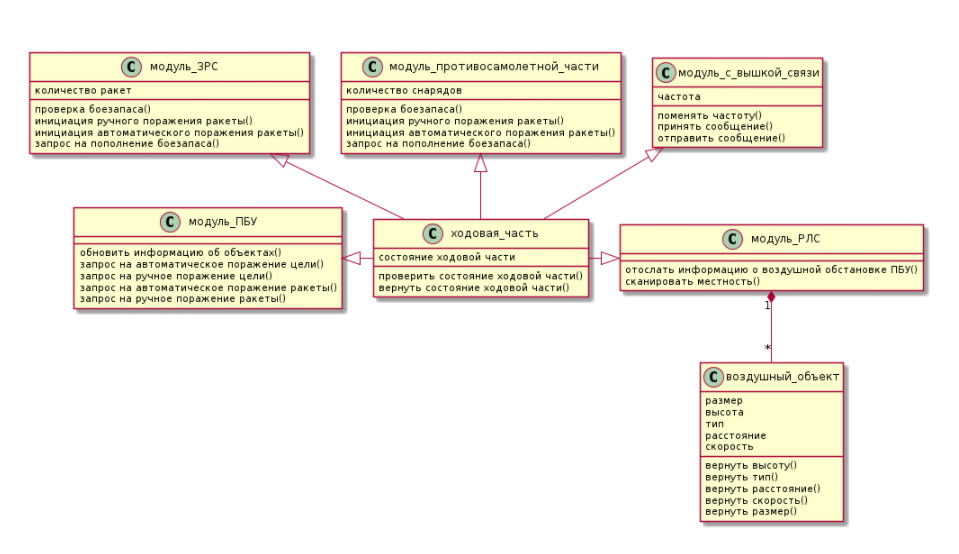 C модуль_ЗРС
количество ракет
проверка боезапаса()
инициация ручного поражения ракеты()
инициация автоматического поражения ракеты()
запрос на пополнение боезапаса()
C модуль_противосамолетной_части
количество снарядов
проверка боезапаса()
инициация ручного поражения ракеты()
инициация автоматического поражения ракеты()
запрос на пополнение боезапаса()
C модуль_с_вышкой_связи
частота
поменять частоту()
принять сообщение()
отправить сообщение()
C модуль_ПБУ
обновить информацию об объектах()
запрос на автоматическое поражение цели()
запрос на ручное поражение цели()
запрос на автоматическое поражение ракеты()
запрос на ручное поражение ракеты()
C ходовая_часть
состояние ходовой части
проверить состояние ходовой части()
вернуть состояние ходовой части()
C модуль_РЛС
отослать информацию о воздушной обстановке ПБУ()
сканировать местность()
1
*
C воздушный_объект
размер
высота
тип
расстояние
скорость
вернуть высоту()
вернуть тип()
вернуть расстояние()
вернуть скорость()
вернуть размер()